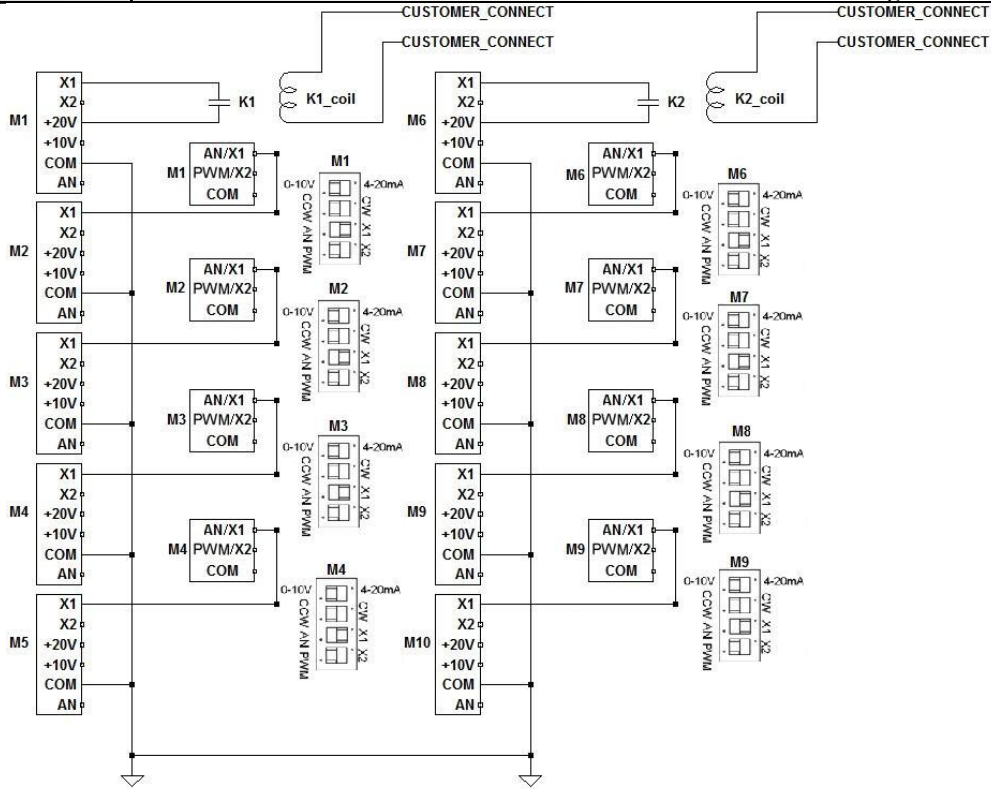 CUSTOMER_CONNECT
CUSTOMER_CONNECT
K1
K1_coil
M1
X1
X2
+20V
+10V
COM
AN
M1
AN/X1
PWM/X2
COM
M1
0-10V 4-20mA
CCW CW
AN X1
PWM X2
M2
X1
X2
+20V
+10V
COM
AN
M2
AN/X1
PWM/X2
COM
M2
0-10V 4-20mA
CCW CW
AN X1
PWM X2
M3
X1
X2
+20V
+10V
COM
AN
M3
AN/X1
PWM/X2
COM
M3
0-10V 4-20mA
CCW CW
AN X1
PWM X2
M4
X1
X2
+20V
+10V
COM
AN
M4
AN/X1
PWM/X2
COM
M4
0-10V 4-20mA
CCW CW
AN X1
PWM X2
M5
X1
X2
+20V
+10V
COM
AN
CUSTOMER_CONNECT
CUSTOMER_CONNECT
K2
K2_coil
M6
X1
X2
+20V
+10V
COM
AN
M6
AN/X1
PWM/X2
COM
M6
0-10V 4-20mA
CCW CW
AN X1
PWM X2
M7
X1
X2
+20V
+10V
COM
AN
M7
AN/X1
PWM/X2
COM
M7
0-10V 4-20mA
CCW CW
AN X1
PWM X2
M8
X1
X2
+20V
+10V
COM
AN
M8
AN/X1
PWM/X2
COM
M8
0-10V 4-20mA
CCW CW
AN X1
PWM X2
M9
X1
X2
+20V
+10V
COM
AN
M9
AN/X1
PWM/X2
COM
M9
0-10V 4-20mA
CCW CW
AN X1
PWM X2
M10
X1
X2
+20V
+10V
COM
AN